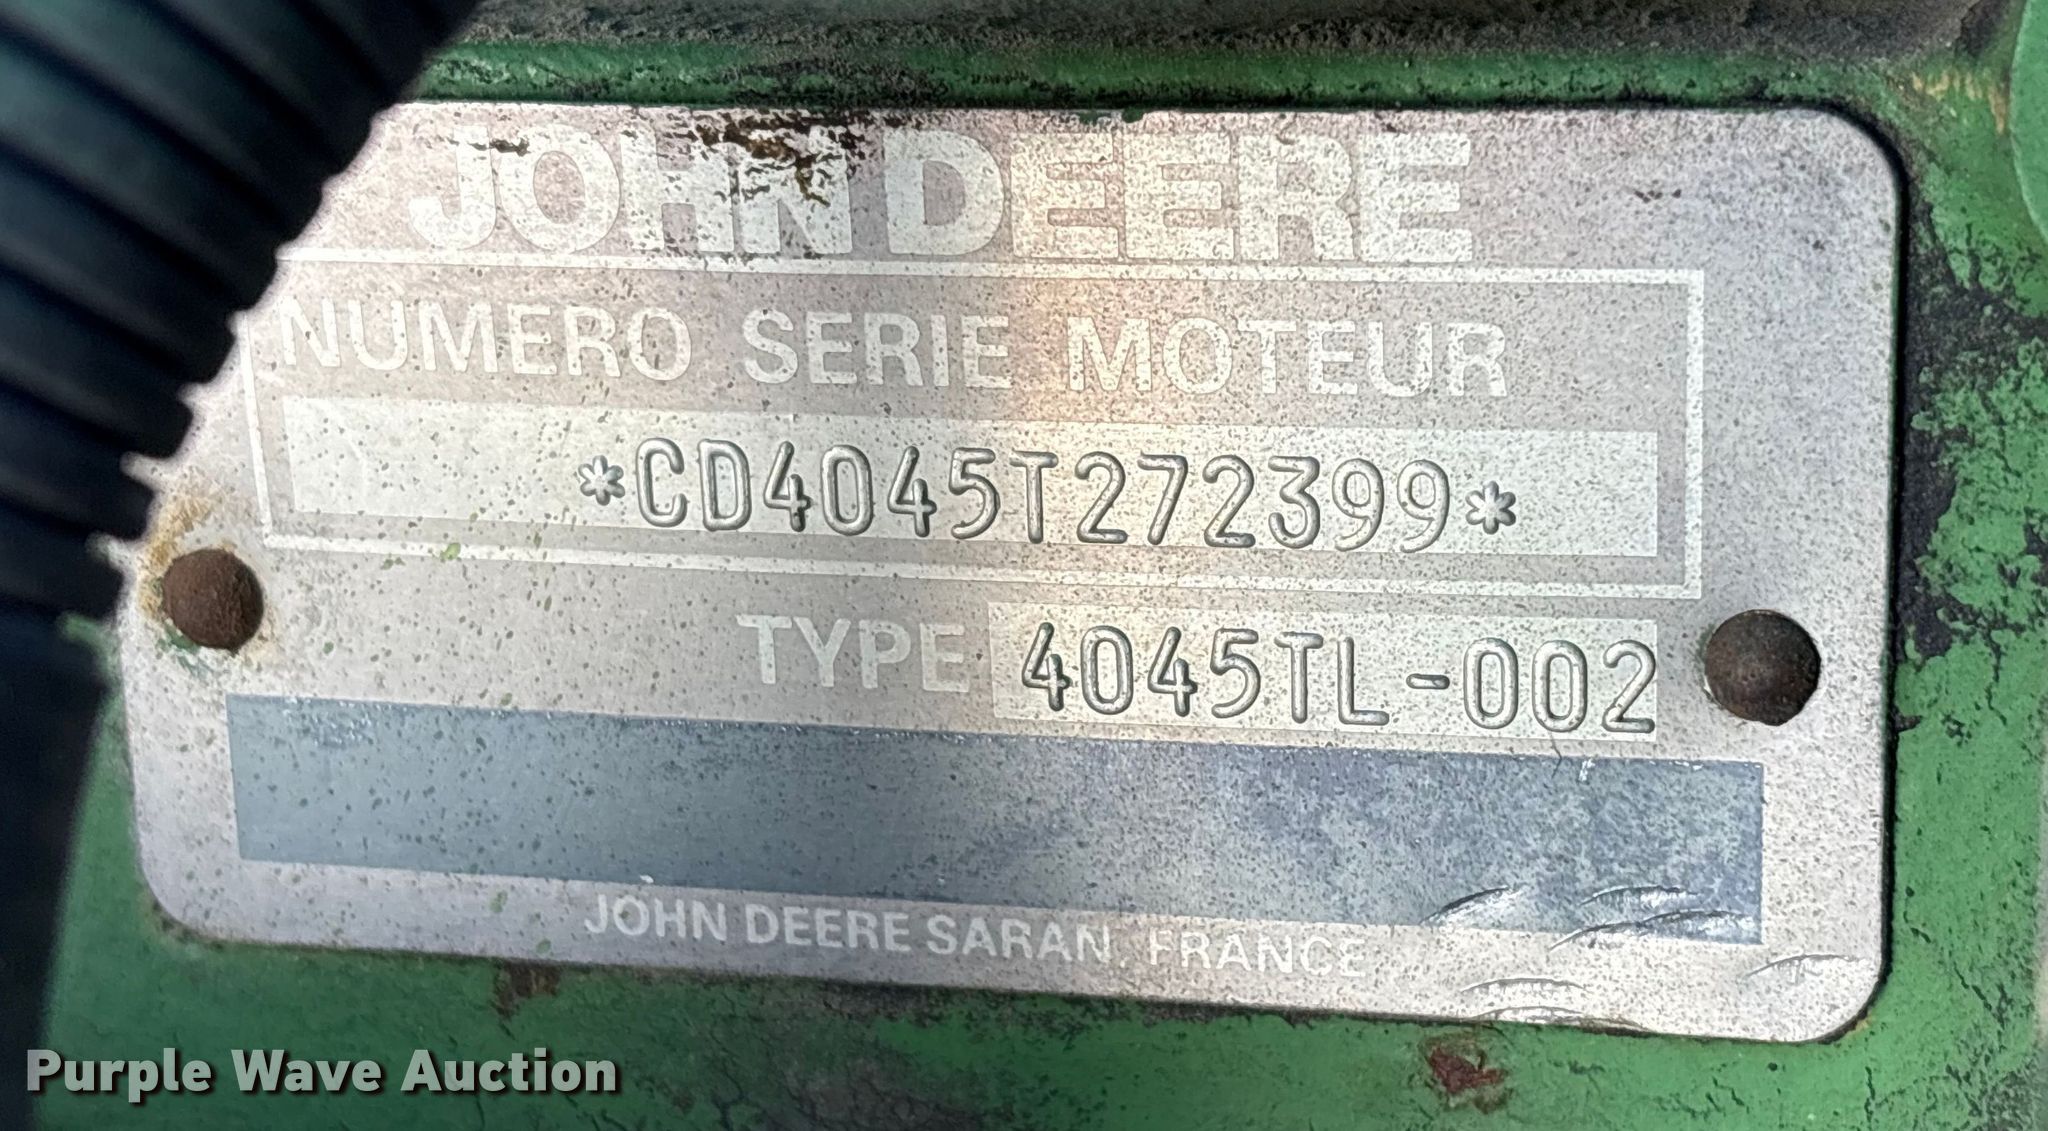 JOHN DEERE
NUMERO SERIE MOTEUR
*CD4045T272399*
TYPE 4045TL-002
JOHN DEERE SARAN, FRANCE
Purple Wave Auction